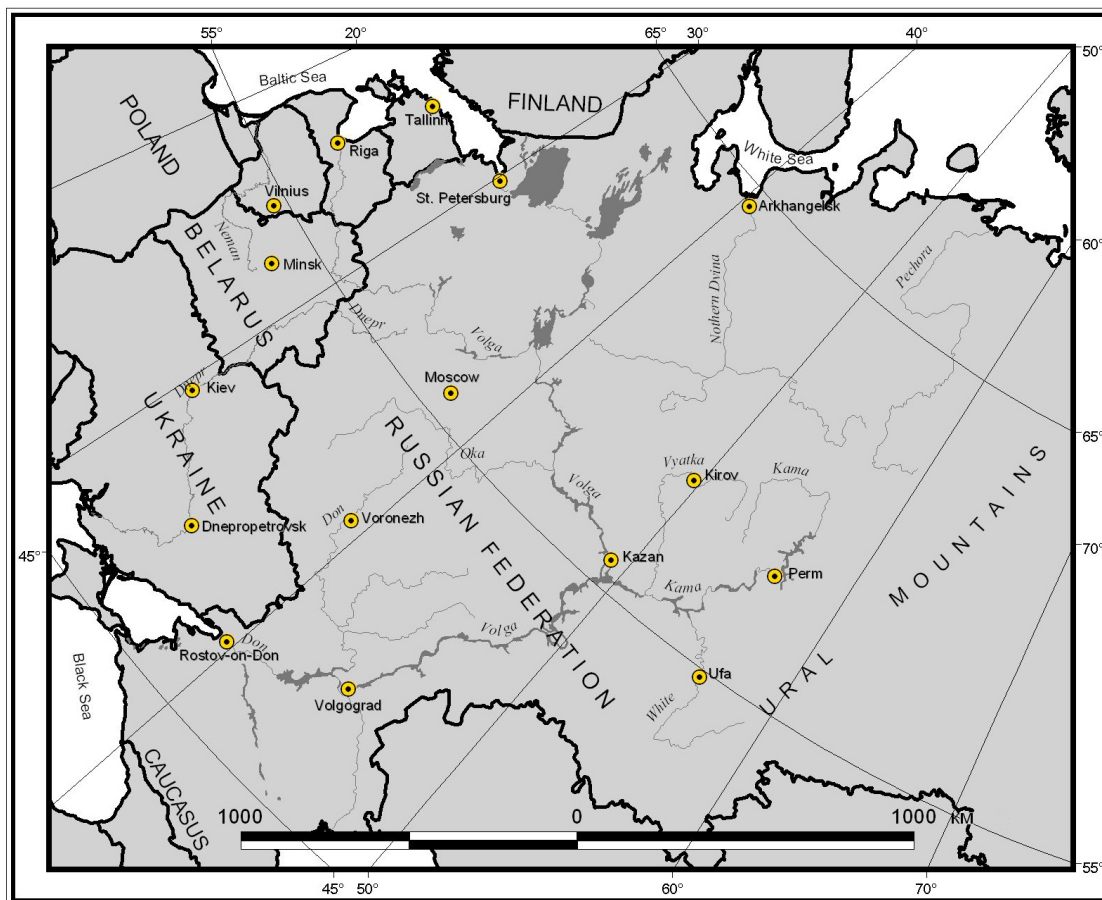 55° 20° 65° 30° 40°
50°
Baltic Sea
FINLAND
POLAND
Tallinn
Riga
White Sea
St. Petersburg
Vilnius
Arkhangelsk
Neman
BELARUS
Minsk
60°
Pechora
Nothern Dvina
Dnepr
Volga
Moscow
Dnepr
Kiev
UKRAINE
RUSSIAN FEDERATION
65°
Oka
Vyatka
Kama
Kirov
Volga
Don
Voronezh
Dnepropetrovsk
URAL MOUNTAINS
45°
70°
Kazan
Kama
Perm
Volga
Don
Rostov-on-Don
Black Sea
Ufa
White
Volgograd
CAUCASUS
1000 0 1000 КМ
55°
45° 50° 60° 70°